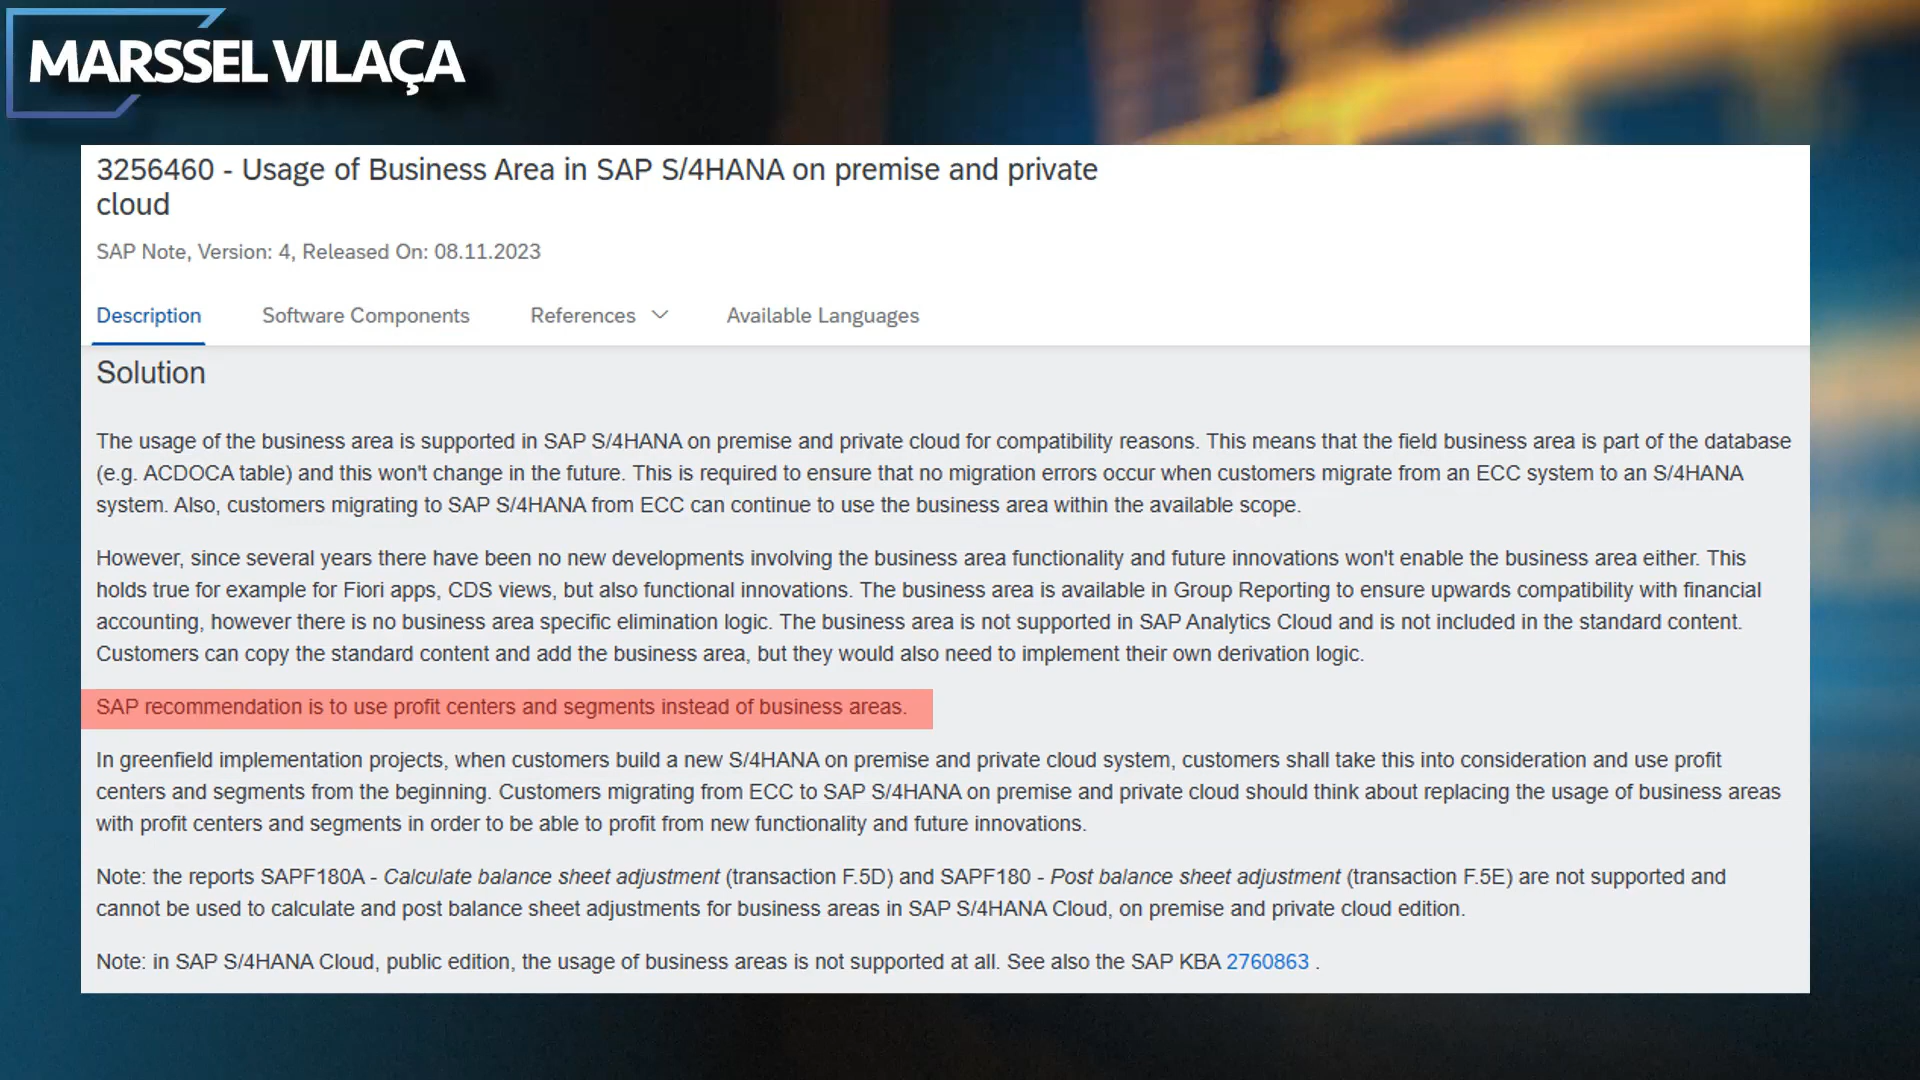 MARSSEL VILAÇA
3256460 - Usage of Business Area in SAP S/4HANA on premise and private
cloud
SAP Note, Version: 4, Released On: 08.11.2023
Description Software Components References Available Languages
Solution
The usage of the business area is supported in SAP S/4HANA on premise and private cloud for compatibility reasons. This means that the field business area is part of the database
(e.g. ACDOCA table) and this won't change in the future. This is required to ensure that no migration errors occur when customers migrate from an ECC system to an S/4HANA
system. Also, customers migrating to SAP S/4HANA from ECC can continue to use the business area within the available scope.
However, since several years there have been no new developments involving the business area functionality and future innovations won't enable the business area either. This
holds true for example for Fiori apps, CDS views, but also functional innovations. The business area is available in Group Reporting to ensure upwards compatibility with financial
accounting, however there is no business area specific elimination logic. The business area is not supported in SAP Analytics Cloud and is not included in the standard content.
Customers can copy the standard content and add the business area, but they would also need to implement their own derivation logic.
SAP recommendation is to use profit centers and segments instead of business areas.
In greenfield implementation projects, when customers build a new S/4HANA on premise and private cloud system, customers shall take this into consideration and use profit
centers and segments from the beginning. Customers migrating from ECC to SAP S/4HANA on premise and private cloud should think about replacing the usage of business areas
with profit centers and segments in order to be able to profit from new functionality and future innovations.
Note: the reports SAPF180A - Calculate balance sheet adjustment (transaction F.5D) and SAPF180 - Post balance sheet adjustment (transaction F.5E) are not supported and
cannot be used to calculate and post balance sheet adjustments for business areas in SAP S/4HANA Cloud, on premise and private cloud edition.
Note: in SAP S/4HANA Cloud, public edition, the usage of business areas is not supported at all. See also the SAP KBA 2760863 .